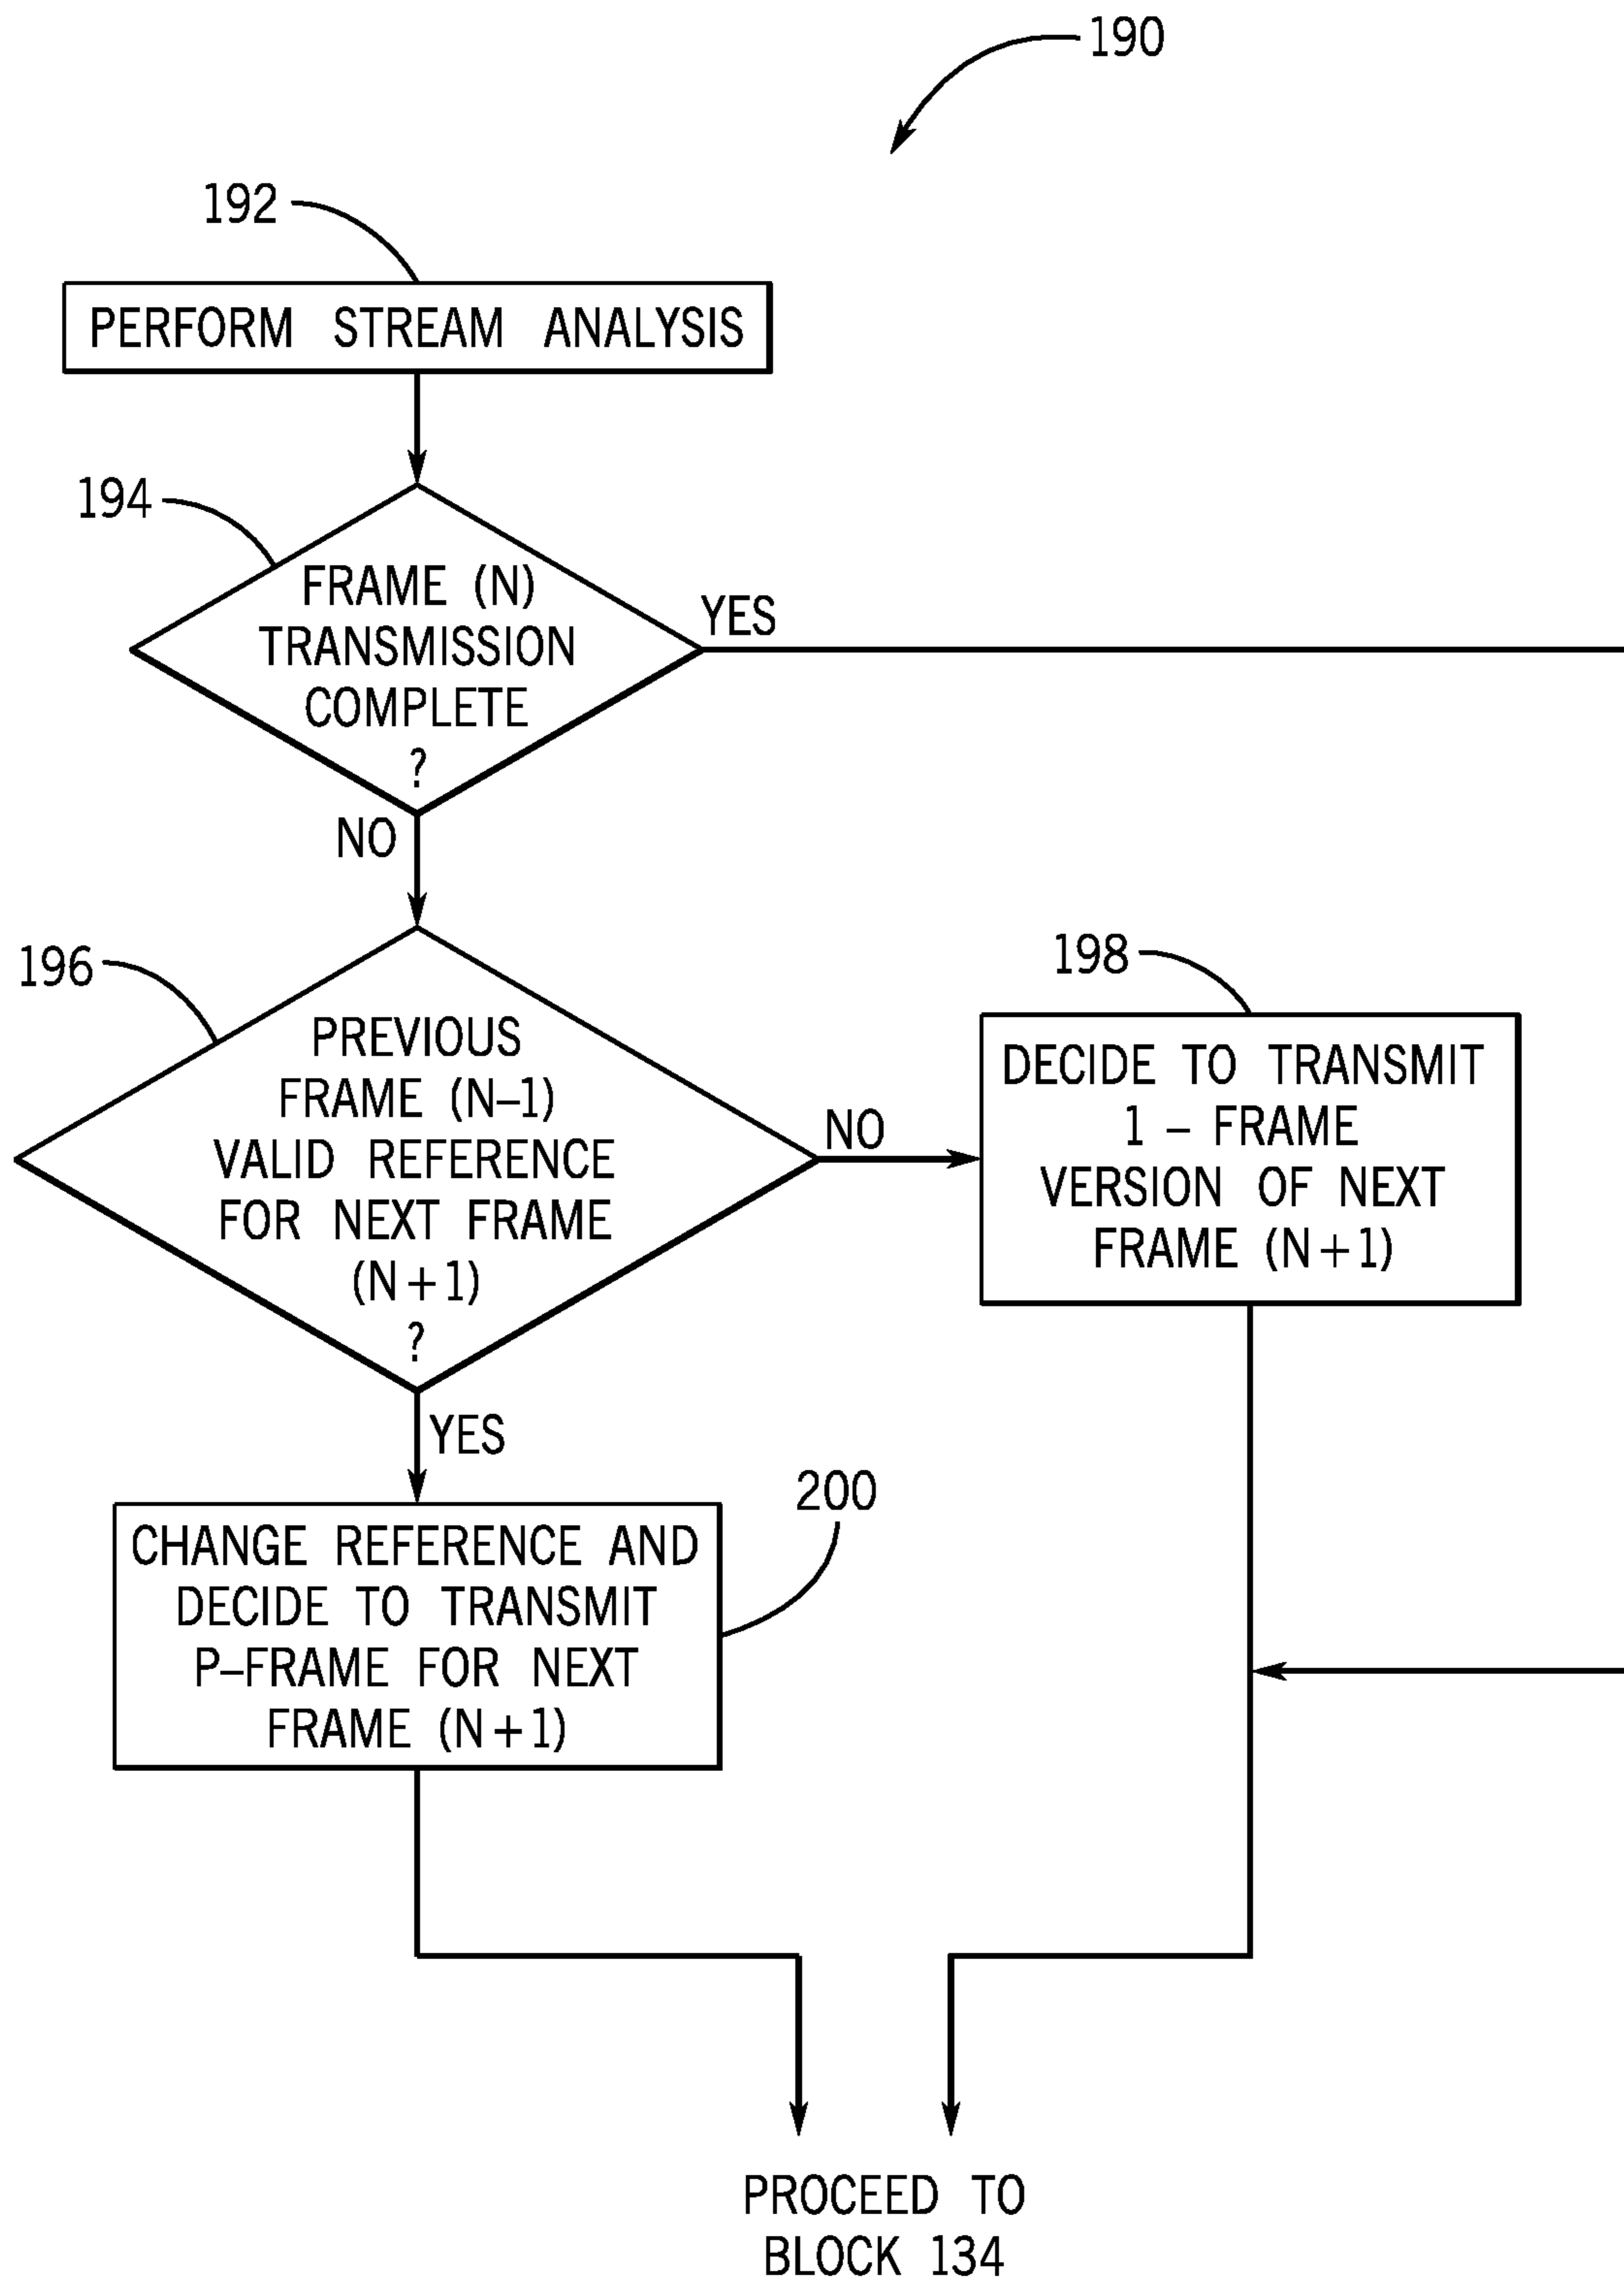 190
192
PERFORM STREAM ANALYSIS
194
FRAME (N)
TRANSMISSION
COMPLETE
?
YES
NO
196
PREVIOUS
FRAME (N–1)
VALID REFERENCE
FOR NEXT FRAME
(N+1)
?
NO
198
DECIDE TO TRANSMIT
1 – FRAME
VERSION OF NEXT
FRAME (N+1)
YES
200
CHANGE REFERENCE AND
DECIDE TO TRANSMIT
P–FRAME FOR NEXT
FRAME (N+1)
PROCEED TO
BLOCK 134